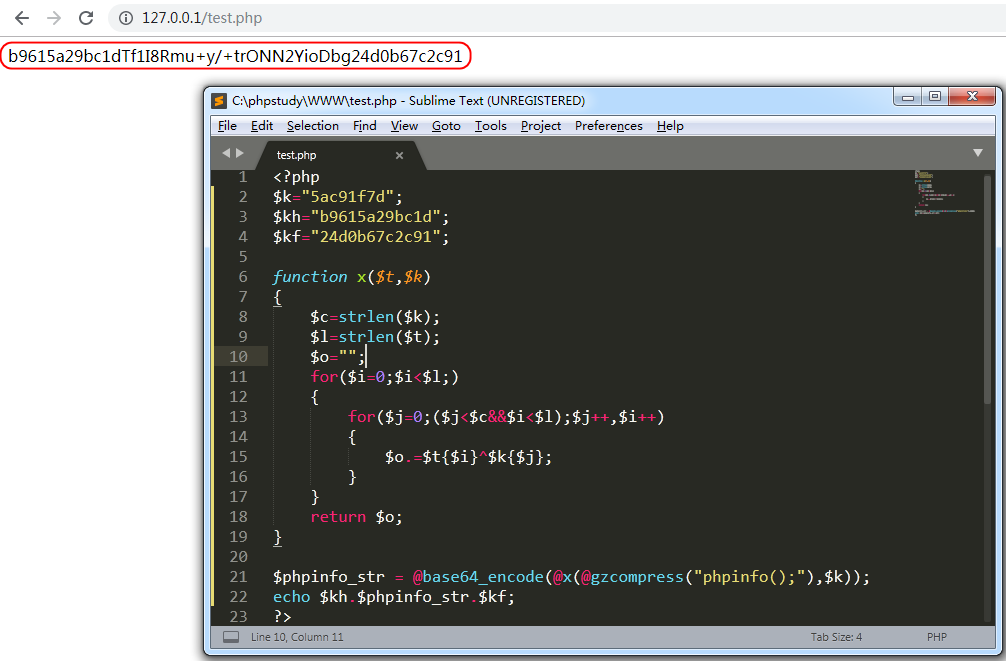 127.0.0.1/test.php
b9615a29bc1dTf1I8Rmu+y/+trONN2YioDbg24d0b67c2c91
C:\phpstudy\WWW\test.php - Sublime Text (UNREGISTERED)
File Edit Selection Find View Goto Tools Project Preferences Help
test.php
1 <?php
2 $k="5ac91f7d";
3 $kh="b9615a29bc1d";
4 $kf="24d0b67c2c91";
5
6 function x($t,$k)
7 {
8     $c=strlen($k);
9     $l=strlen($t);
10     $o="";
11     for($i=0;$i<$l;)
12     {
13         for($j=0;($j<$c&&$i<$l);$j++,$i++)
14         {
15             $o.=$t{$i}^$k{$j};
16         }
17     }
18     return $o;
19 }
20
21 $phpinfo_str = @base64_encode(@x(@gzcompress("phpinfo();"),$k));
22 echo $kh.$phpinfo_str.$kf;
23 ?>
Line 10, Column 11 Tab Size: 4 PHP